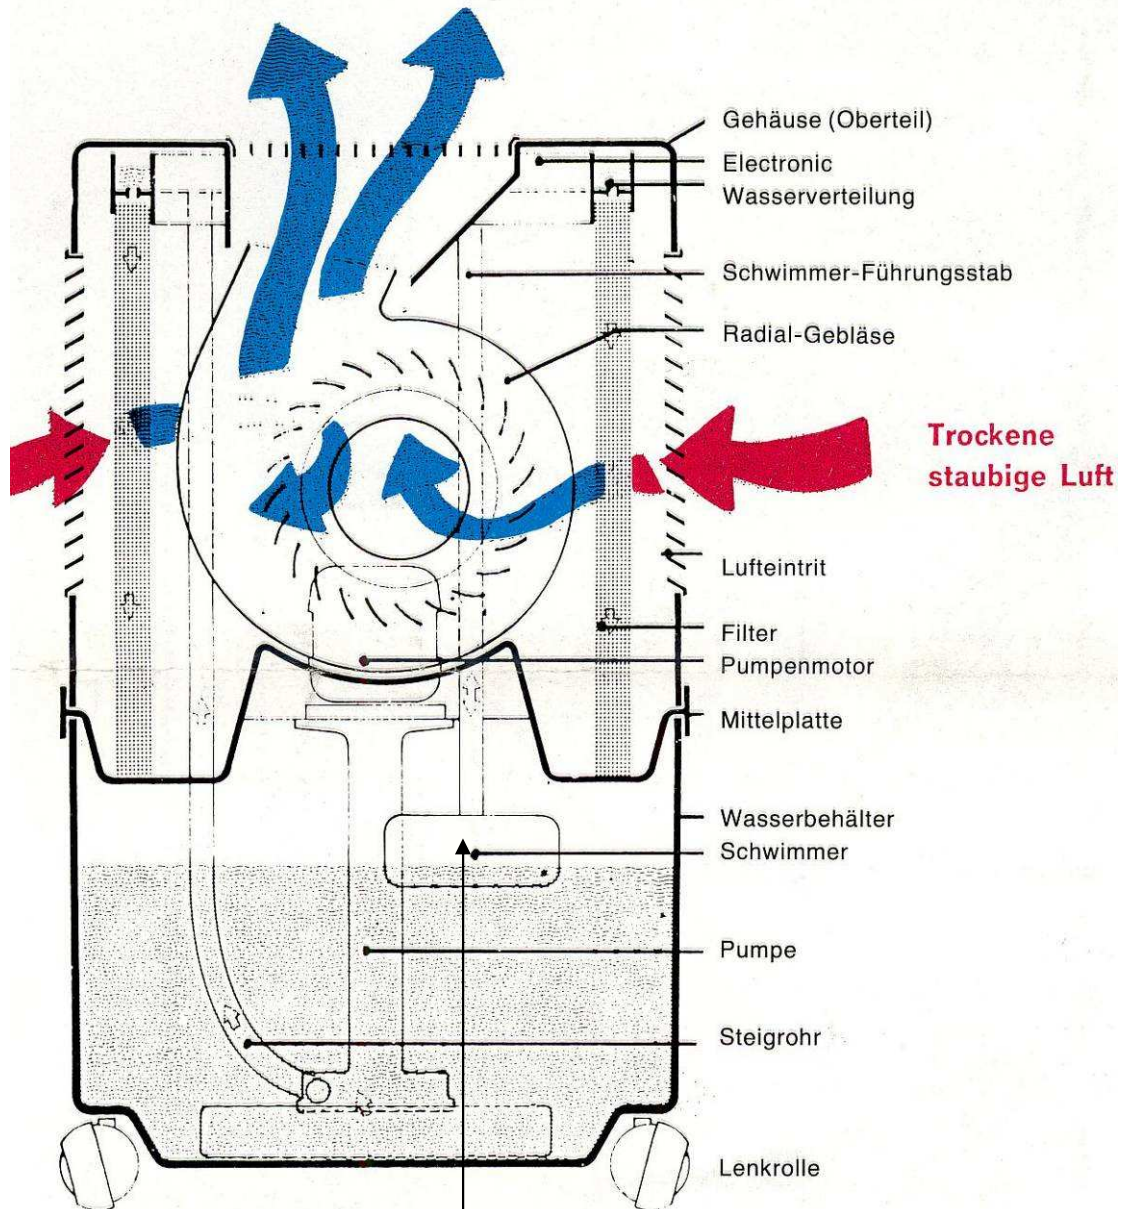 Gehäuse (Oberteil)
Electronic
Wasserverteilung
Schwimmer-Führungsstab
Radial-Gebläse
Trockene
staubige Luft
Lufteintrit
Filter
Pumpenmotor
Mittelplatte
Wasserbehälter
Schwimmer
Pumpe
Steigrohr
Lenkrolle